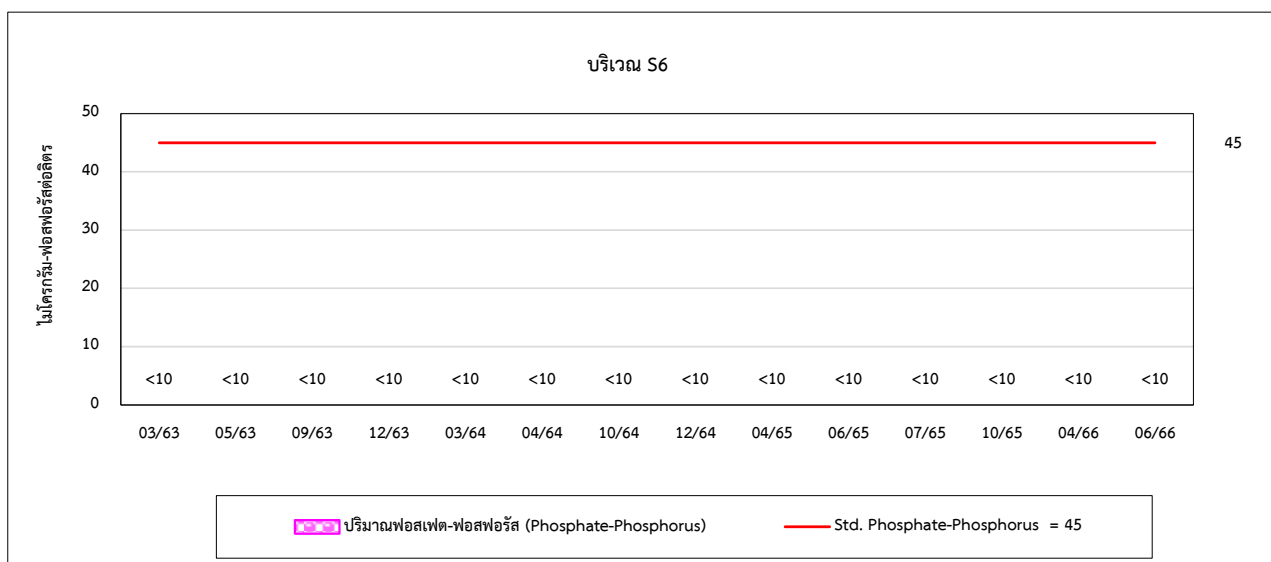 บริเวณ S6
ไมโครกรัม-ฟอสฟอรัสต่อลิตร
50
45
40
30
20
10
<10 <10 <10 <10 <10 <10 <10 <10 <10 <10 <10 <10 <10 <10
0
03/63 05/63 09/63 12/63 03/64 04/64 10/64 12/64 04/65 06/65 07/65 10/65 04/66 06/66
ปริมาณฟอสเฟต-ฟอสฟอรัส (Phosphate-Phosphorus) Std. Phosphate-Phosphorus = 45